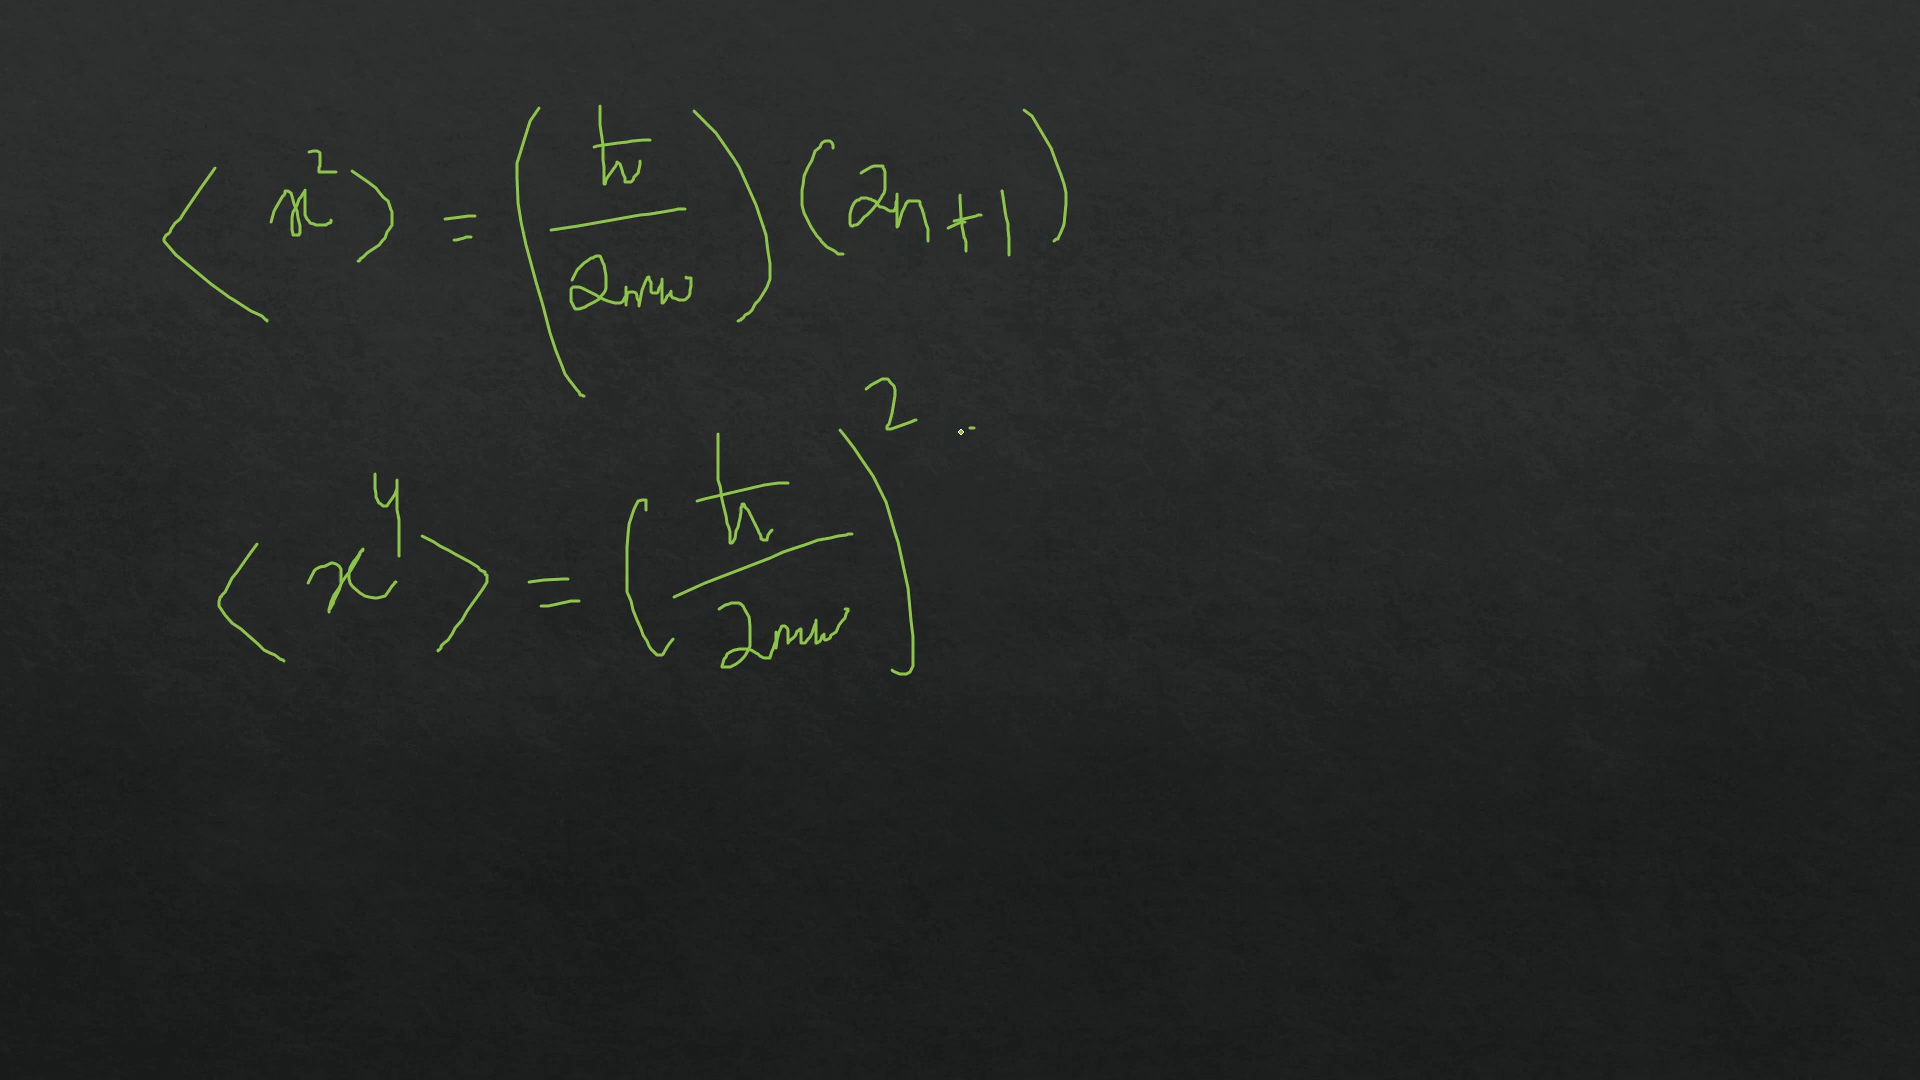 ⟨x²⟩ = (ħ/2mω) (2n+1)
⟨x⁴⟩ = (ħ/2mω)²